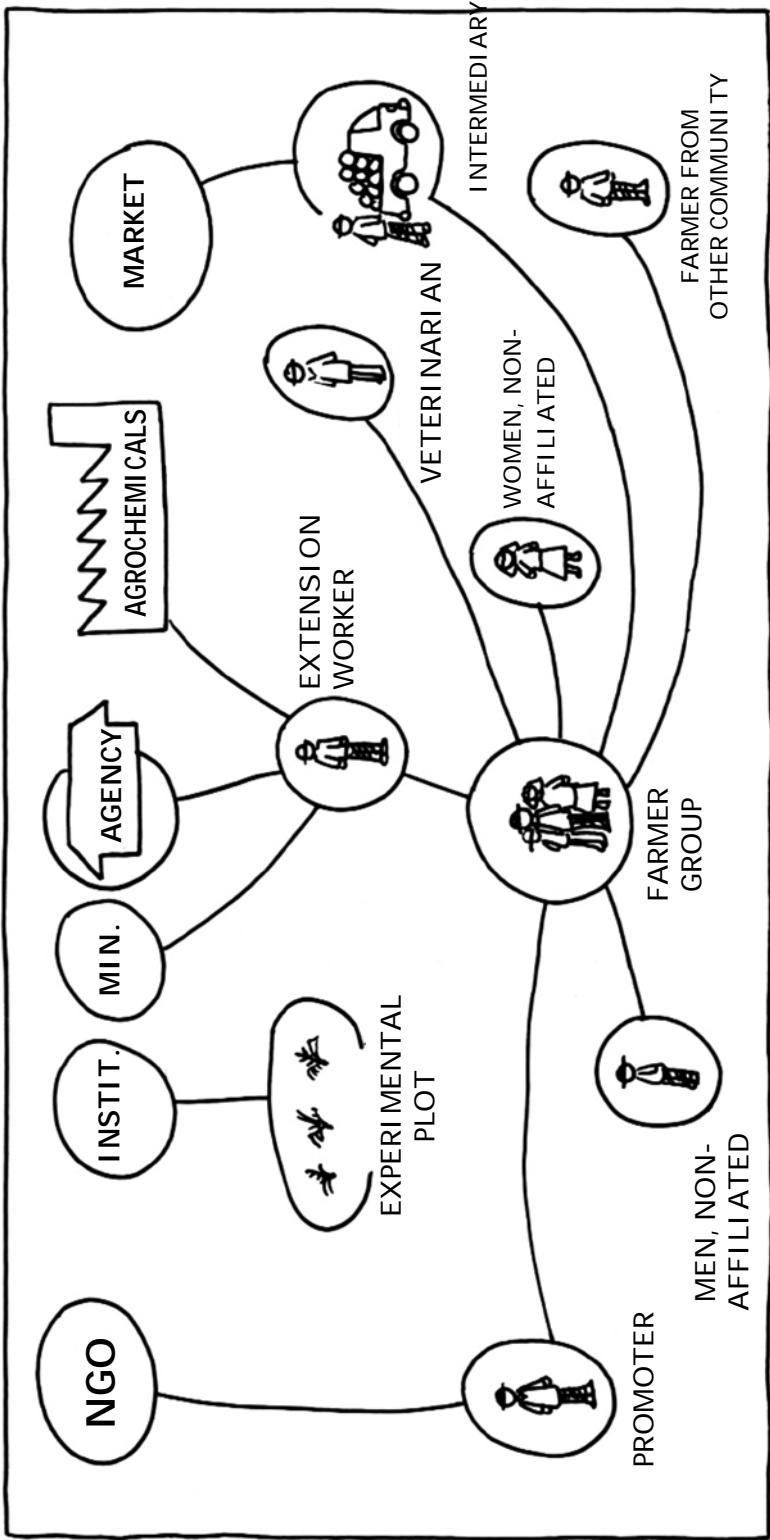 NGO
INSTIT.
MIN.
AGENCY
AGROCHEMICALS
MARKET
EXPERIMENTAL
PLOT
EXTENSION
WORKER
VETERINARIAN
INTERMEDIARY
WOMEN, NON-
AFFILIATED
PROMOTER
MEN, NON-
AFFILIATED
FARMER
GROUP
FARMER FROM
OTHER COMMUNITY